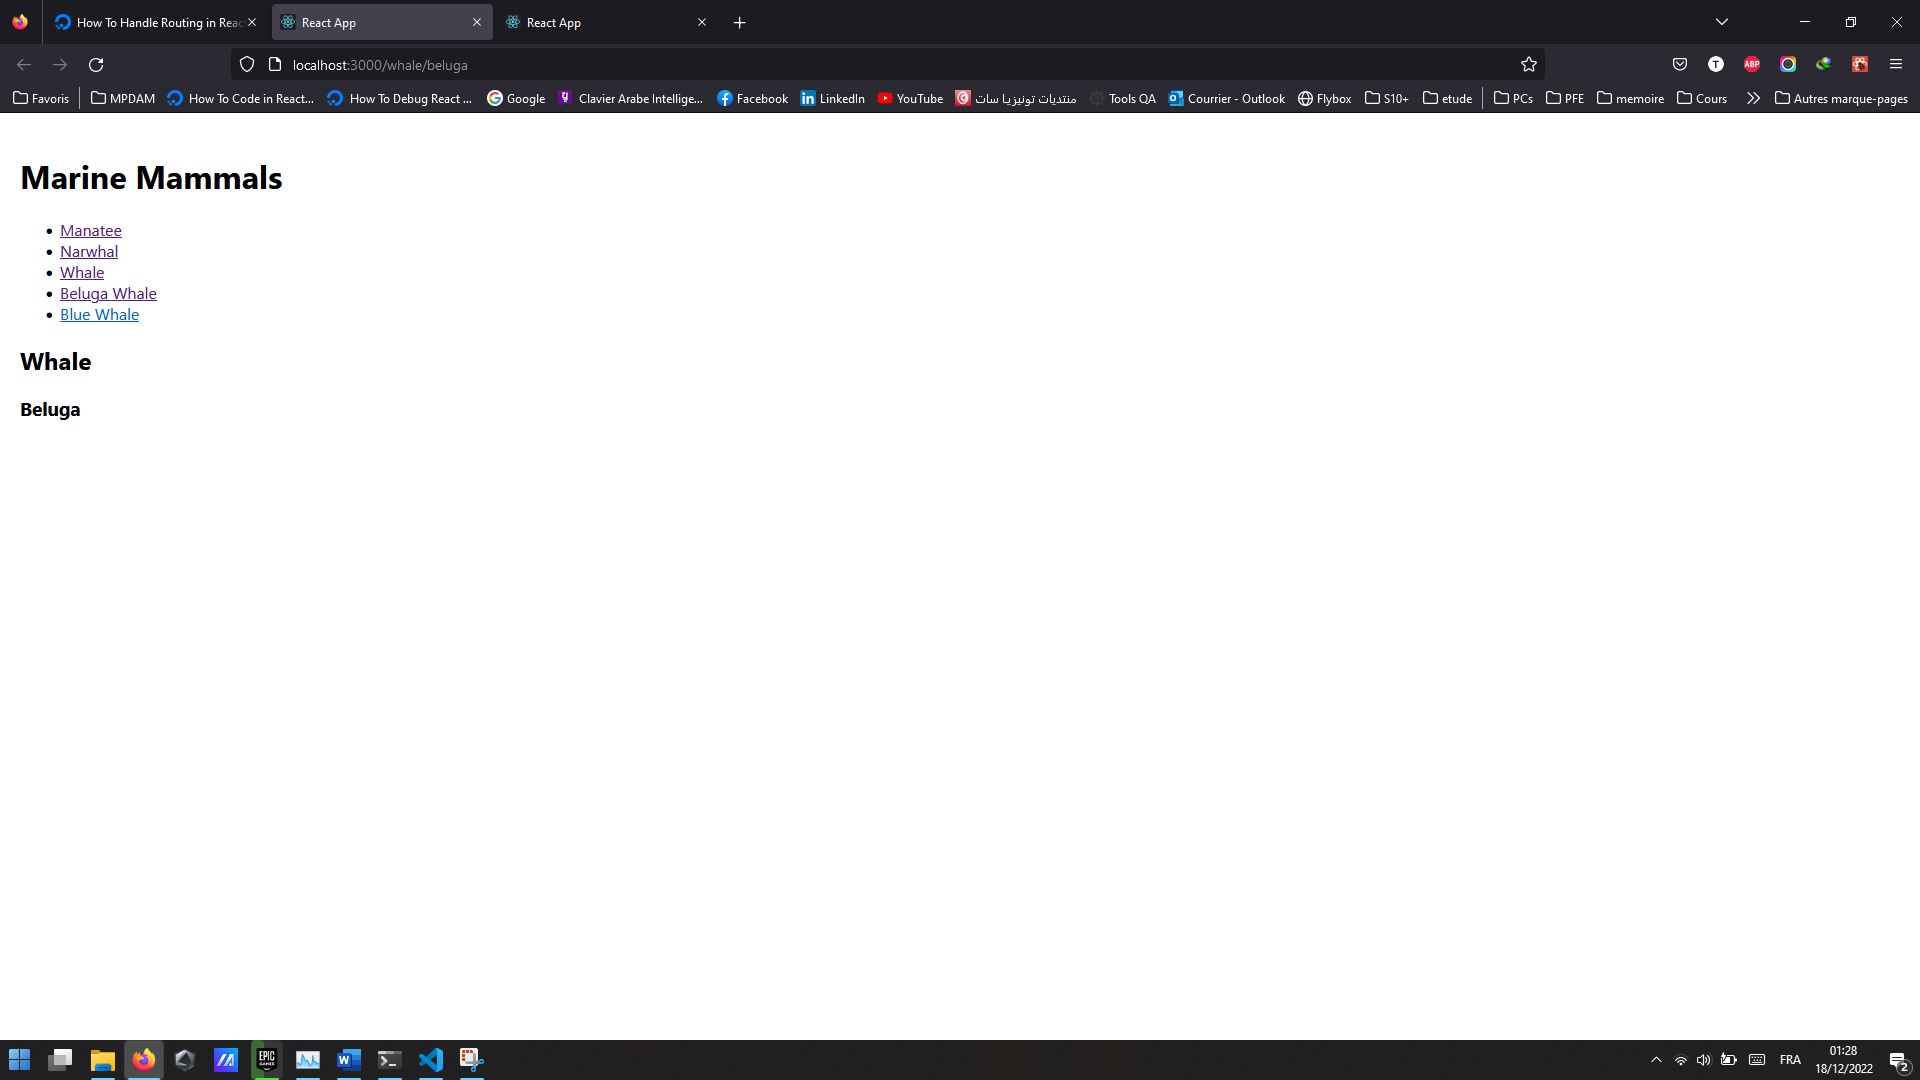 How To Handle Routing in Reac
React App
React App
localhost:3000/whale/beluga
T
ABP
Favoris
MPDAM
How To Code in React...
How To Debug React ...
Google
Clavier Arabe Intellige...
Facebook
LinkedIn
YouTube
منتديات تونيزيا سات
Tools QA
Courrier - Outlook
Flybox
S10+
etude
PCs
PFE
memoire
Cours
Autres marque-pages
Marine Mammals
Manatee
Narwhal
Whale
Beluga Whale
Blue Whale
Whale
Beluga
EPIC
GAMES
W
FRA
01:28
18/12/2022
2